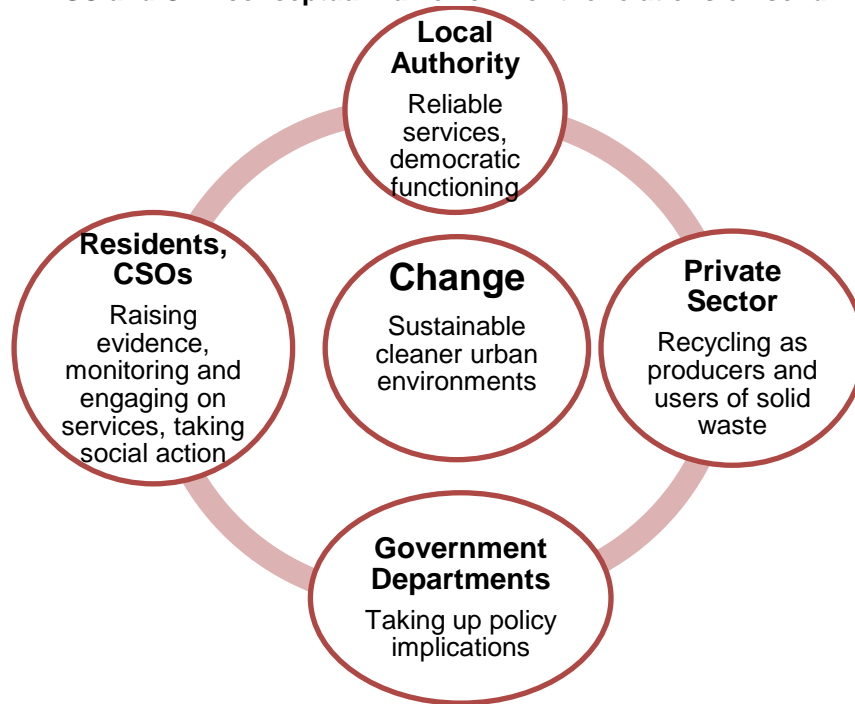 Local
Authority
Reliable
services,
democratic
functioning
Residents,
CSOs
Raising
evidence,
monitoring and
engaging on
services, taking
social action
Change
Sustainable
cleaner urban
environments
Private
Sector
Recycling as
producers and
users of solid
waste
Government
Departments
Taking up policy
implications